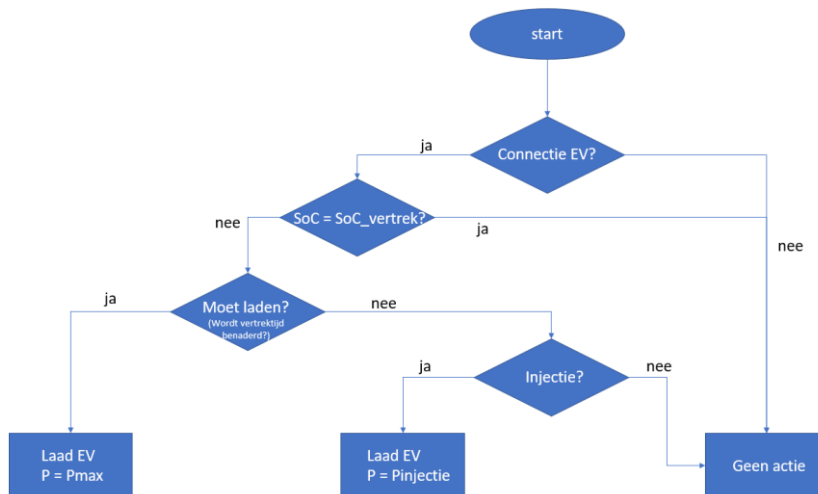 start
Connectie EV?
ja
SoC = SoC_vertrek?
nee
ja
nee
Moet laden?
(Wordt vertrektijd
benaderd?)
ja
nee
Injectie?
ja
nee
Laad EV
P = Pmax
Laad EV
P = Pinjectie
Geen actie